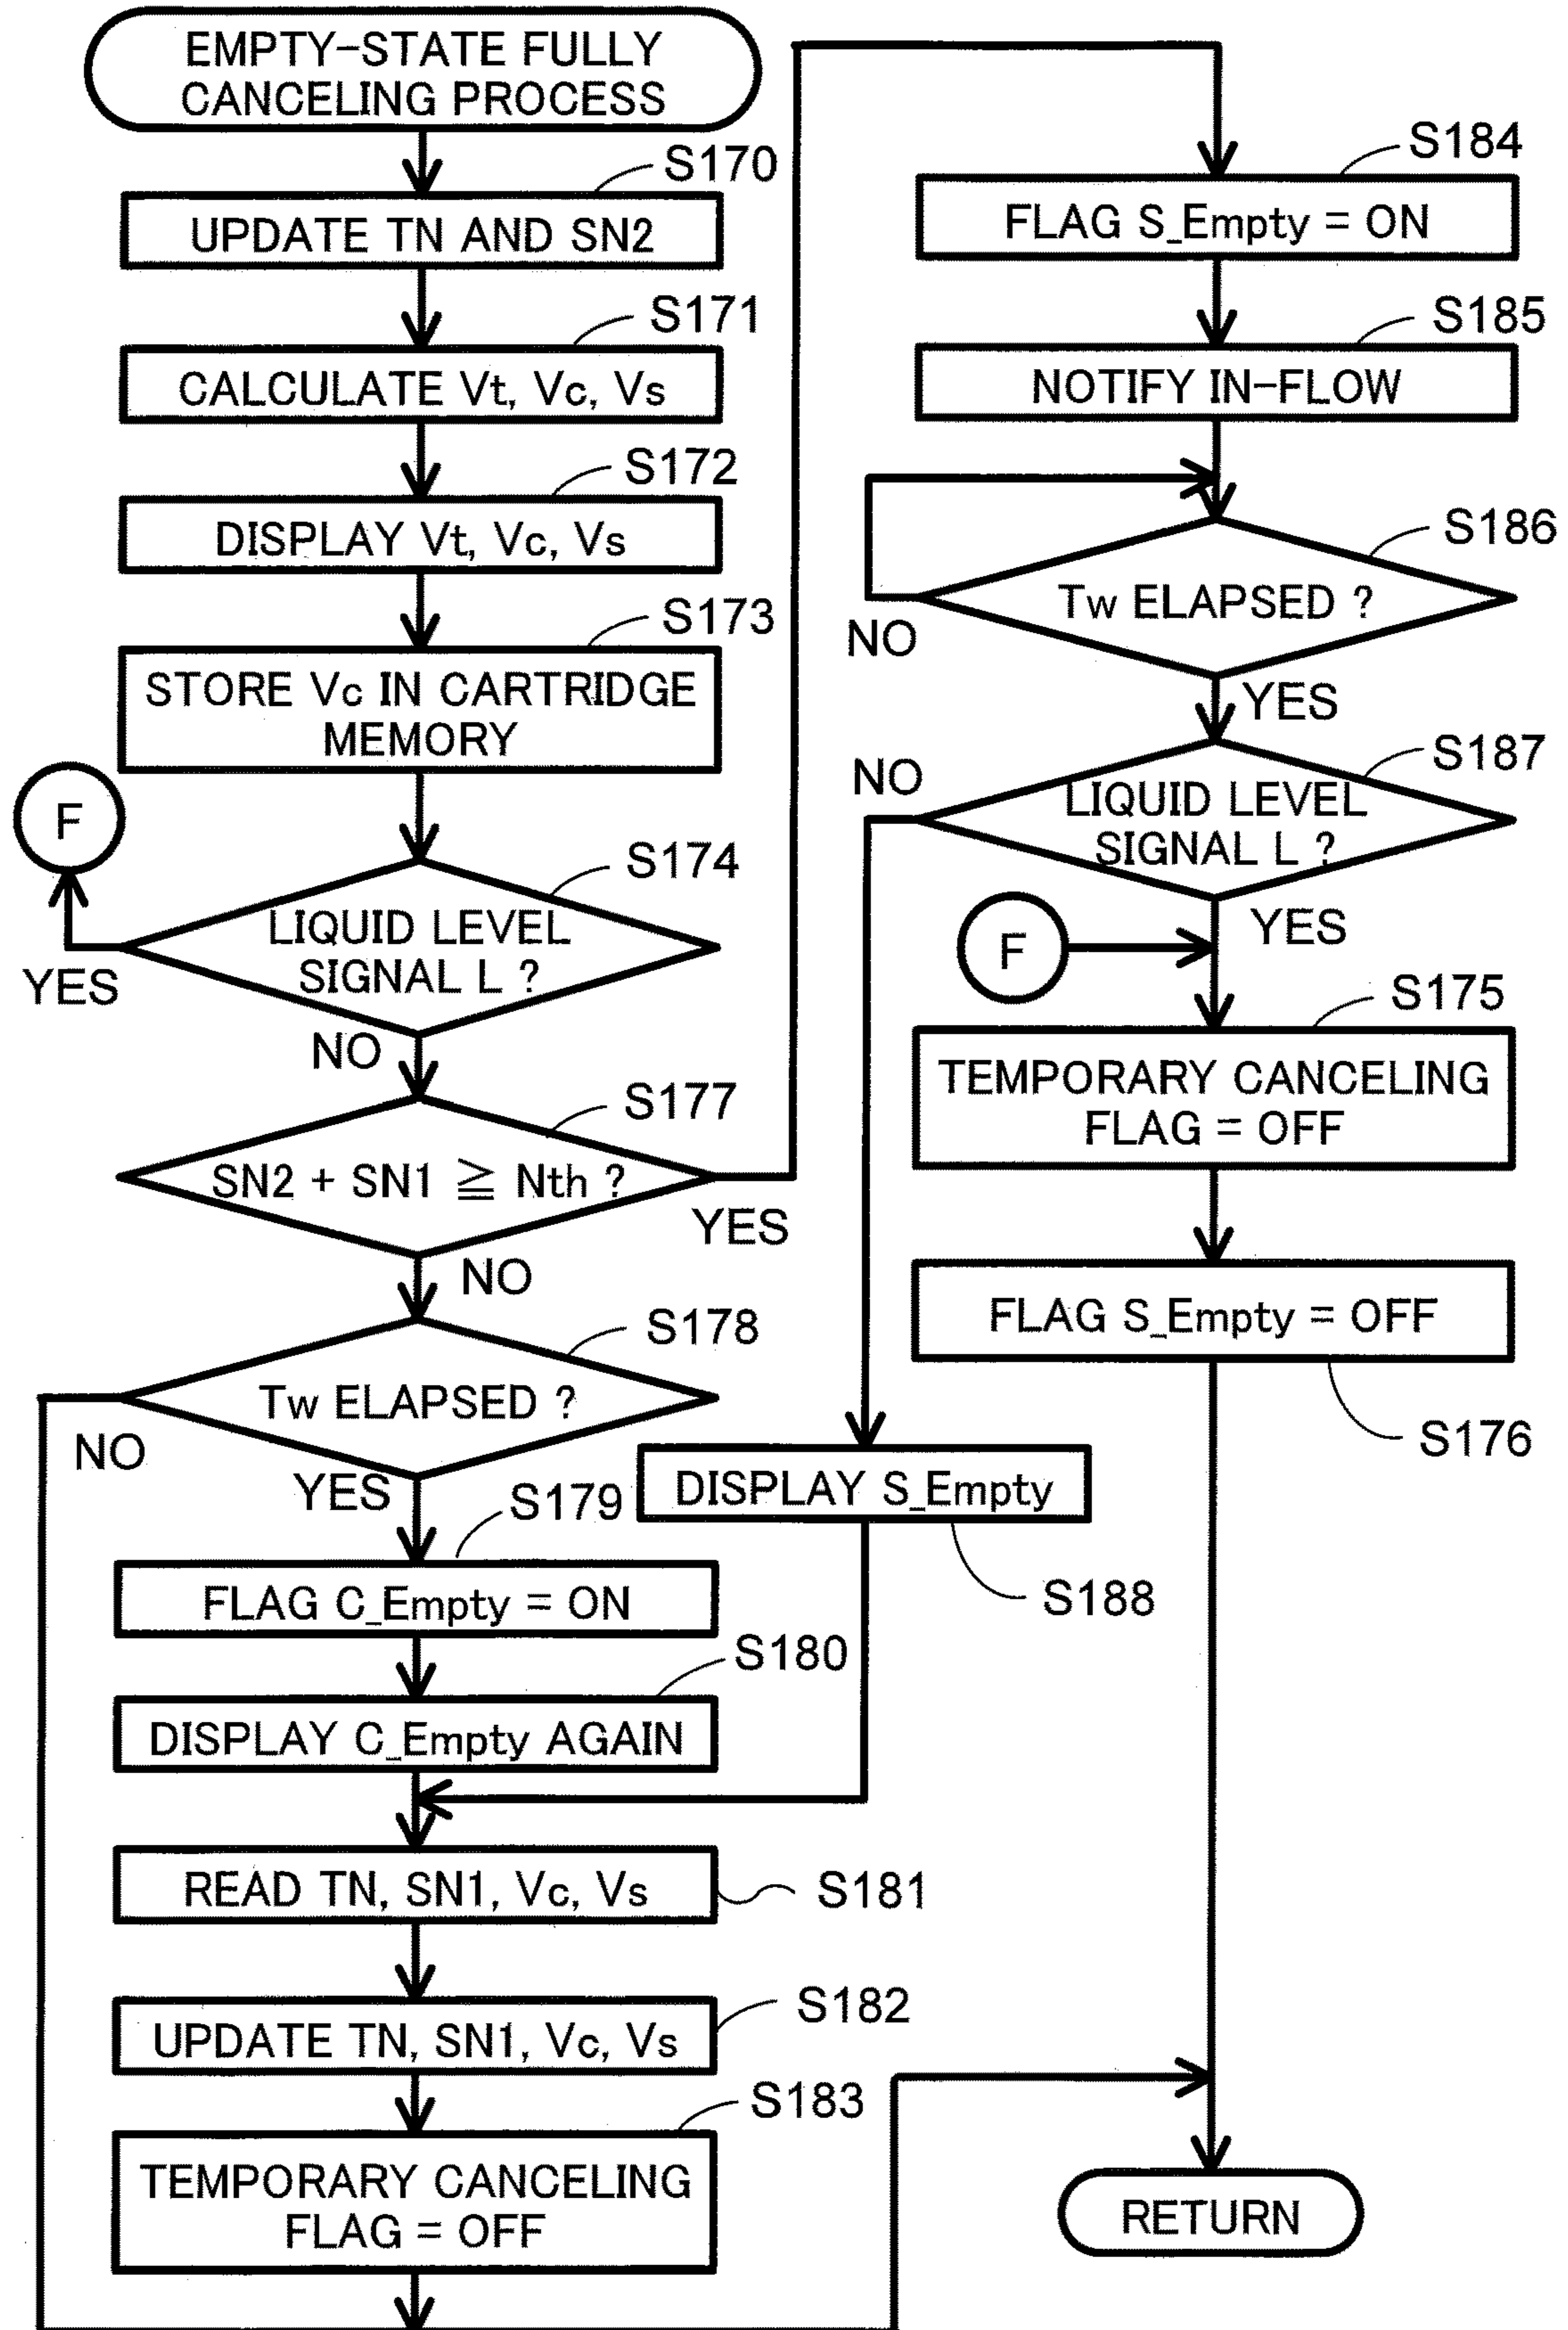 EMPTY-STATE FULLY
CANCELING PROCESS
S170
UPDATE TN AND SN2
S171
CALCULATE Vt, Vc, Vs
S172
DISPLAY Vt, Vc, Vs
S173
STORE Vc IN CARTRIDGE
MEMORY
F
S174
LIQUID LEVEL
SIGNAL L ?
YES
NO
S177
SN2 + SN1 ≧ Nth ?
YES
NO
S178
Tw ELAPSED ?
NO
YES
S179
FLAG C_Empty = ON
S180
DISPLAY C_Empty AGAIN
READ TN, SN1, Vc, Vs
S181
S182
UPDATE TN, SN1, Vc, Vs
S183
TEMPORARY CANCELING
FLAG = OFF
S184
FLAG S_Empty = ON
S185
NOTIFY IN-FLOW
S186
Tw ELAPSED ?
NO
YES
S187
NO
LIQUID LEVEL
SIGNAL L ?
YES
F
S175
TEMPORARY CANCELING
FLAG = OFF
FLAG S_Empty = OFF
S176
DISPLAY S_Empty
S188
RETURN